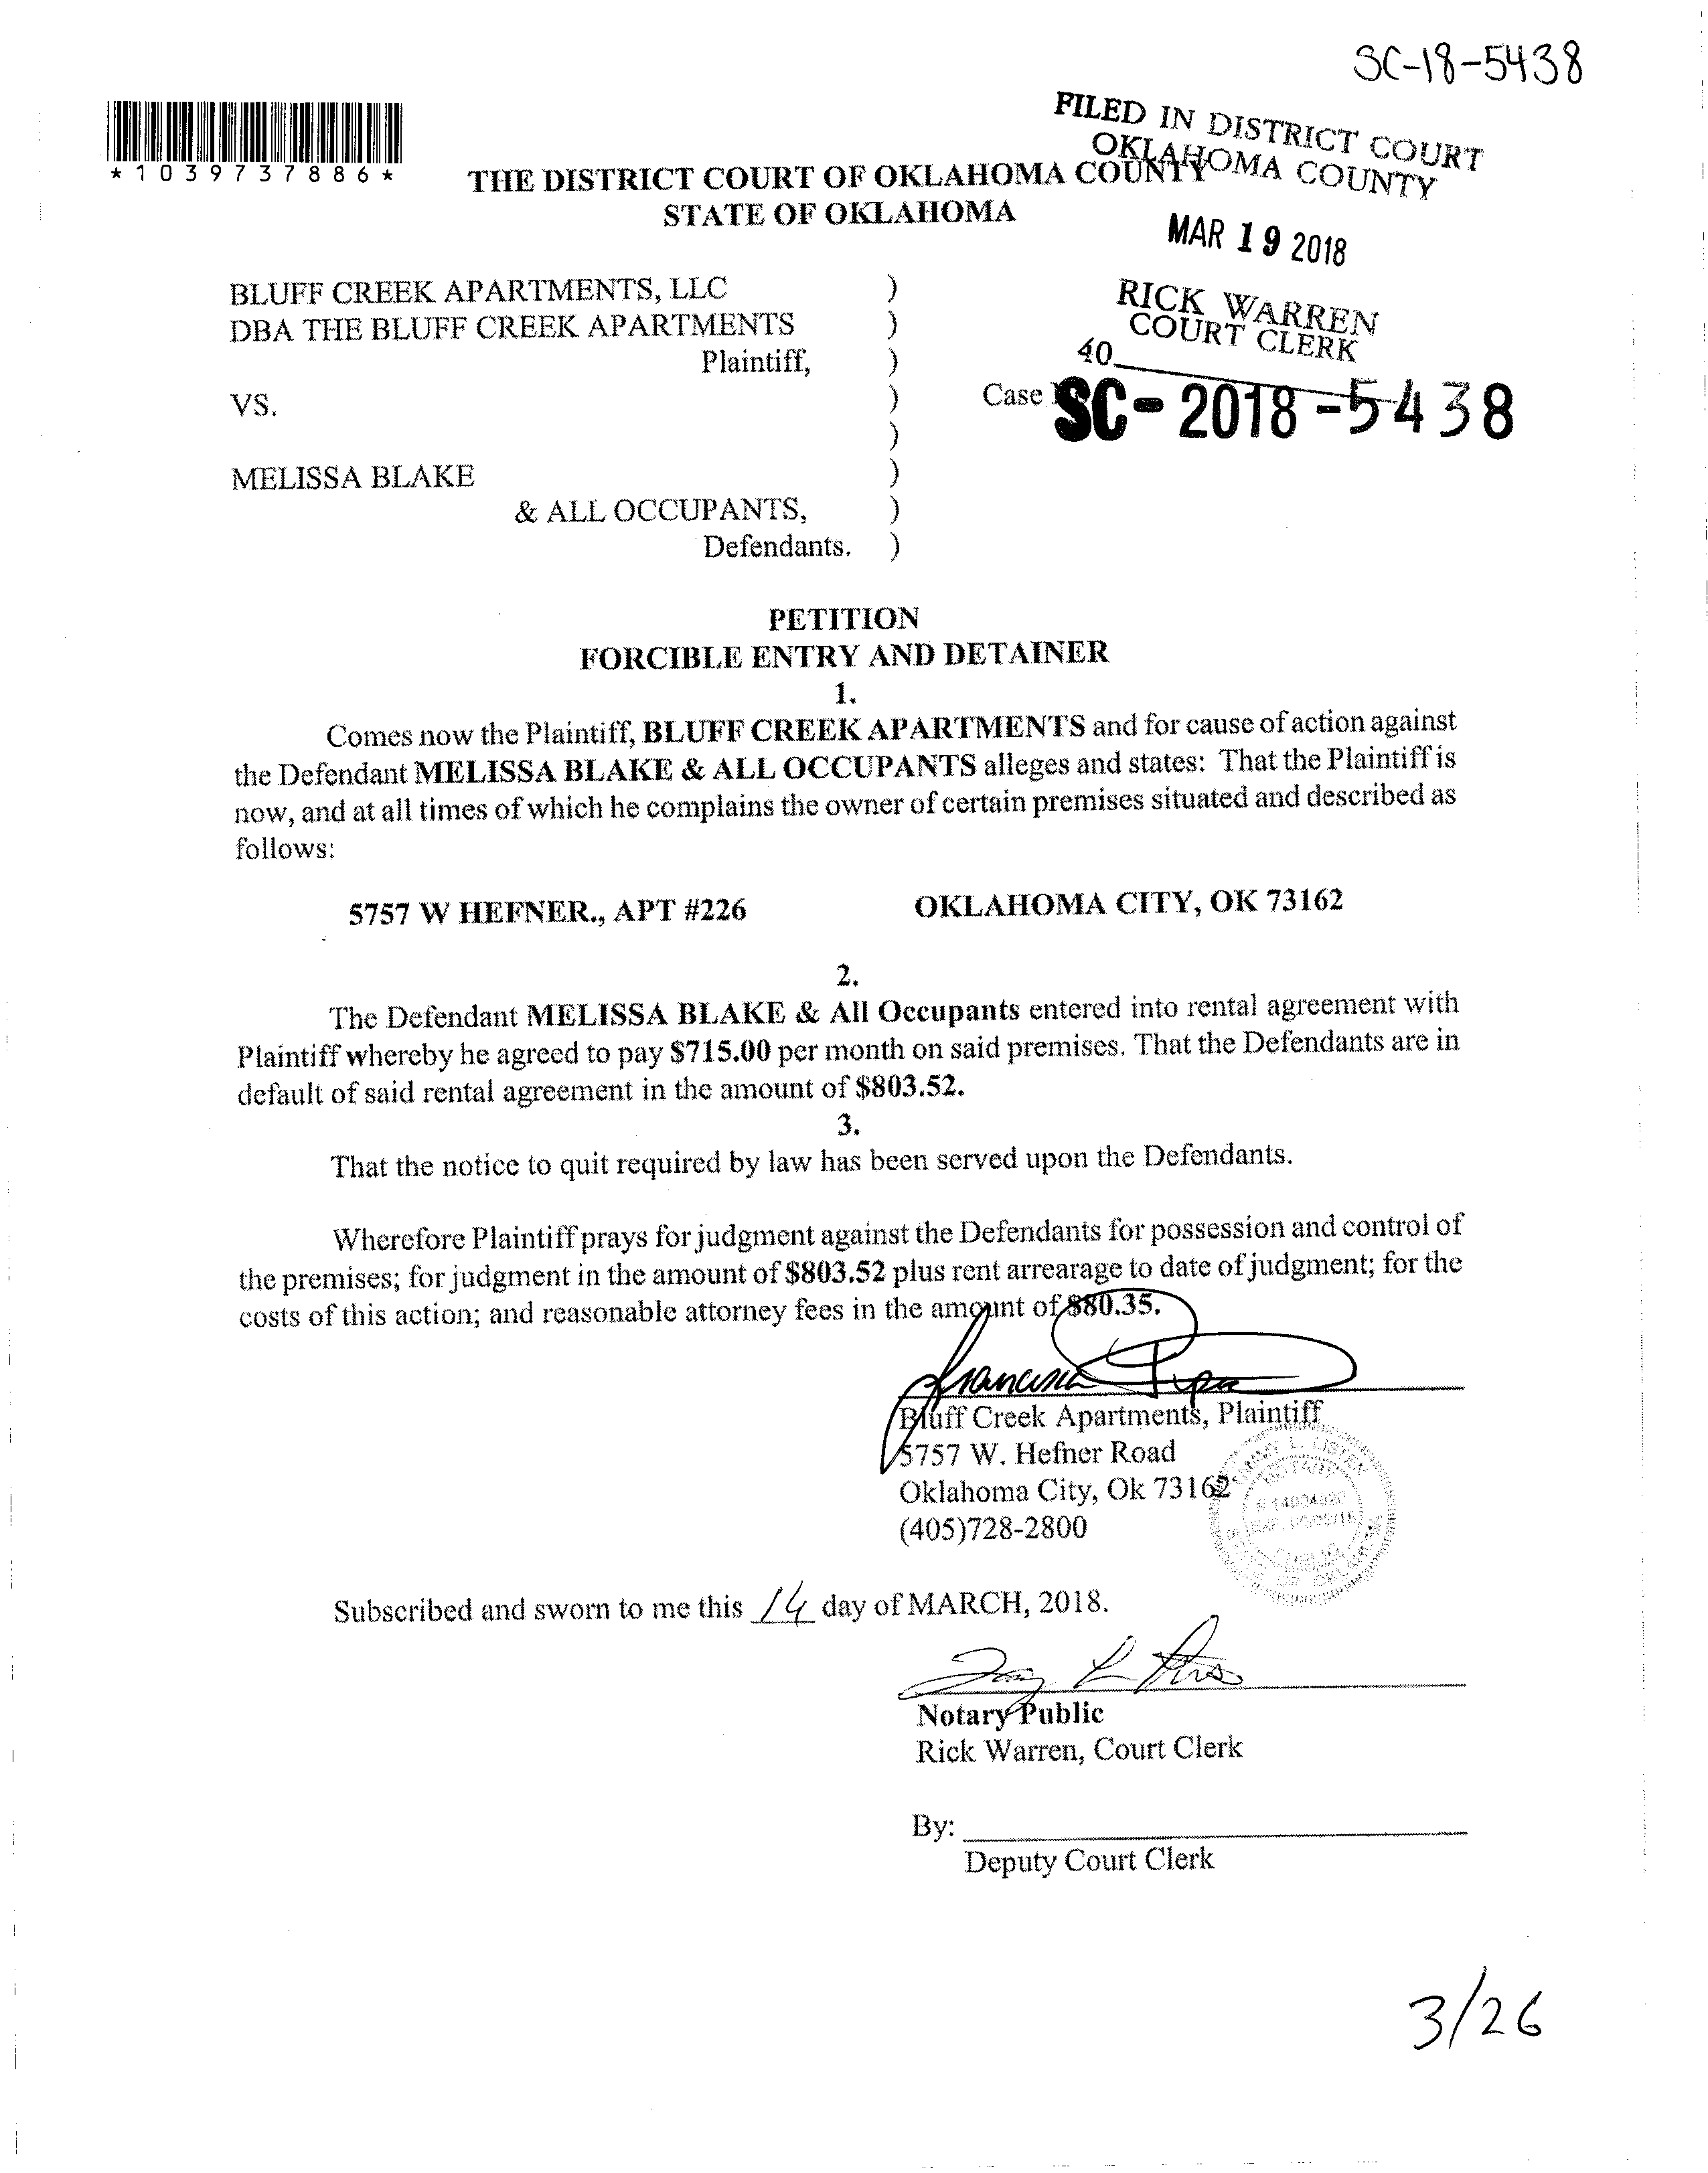 SC-18-5438
FILED IN DISTRICT COURT
OKLAHOMA COUNTY
*1039737886*
THE DISTRICT COURT OF OKLAHOMA COUNTY
STATE OF OKLAHOMA
MAR 19 2018
BLUFF CREEK APARTMENTS, LLC )
DBA THE BLUFF CREEK APARTMENTS )
Plaintiff, )
RICK WARREN
COURT CLERK
40
VS. )
Case SC-2018-5438
)
MELISSA BLAKE )
& ALL OCCUPANTS, )
Defendants. )
PETITION
FORCIBLE ENTRY AND DETAINER
1.
Comes now the Plaintiff, BLUFF CREEK APARTMENTS and for cause of action against
the Defendant MELISSA BLAKE & ALL OCCUPANTS alleges and states: That the Plaintiff is
now, and at all times of which he complains the owner of certain premises situated and described as
follows:
5757 W HEFNER., APT #226 OKLAHOMA CITY, OK 73162
2.
The Defendant MELISSA BLAKE & All Occupants entered into rental agreement with
Plaintiff whereby he agreed to pay $715.00 per month on said premises. That the Defendants are in
default of said rental agreement in the amount of $803.52.
3.
That the notice to quit required by law has been served upon the Defendants.
Wherefore Plaintiff prays for judgment against the Defendants for possession and control of
the premises; for judgment in the amount of $803.52 plus rent arrearage to date of judgment; for the
costs of this action; and reasonable attorney fees in the amount of $80.35.
Bluff Creek Apartments, Plaintiff
5757 W. Hefner Road
Oklahoma City, Ok 73162
(405)728-2800
Subscribed and sworn to me this 14 day of MARCH, 2018.
Notary Public
Rick Warren, Court Clerk
By:
Deputy Court Clerk
3/26